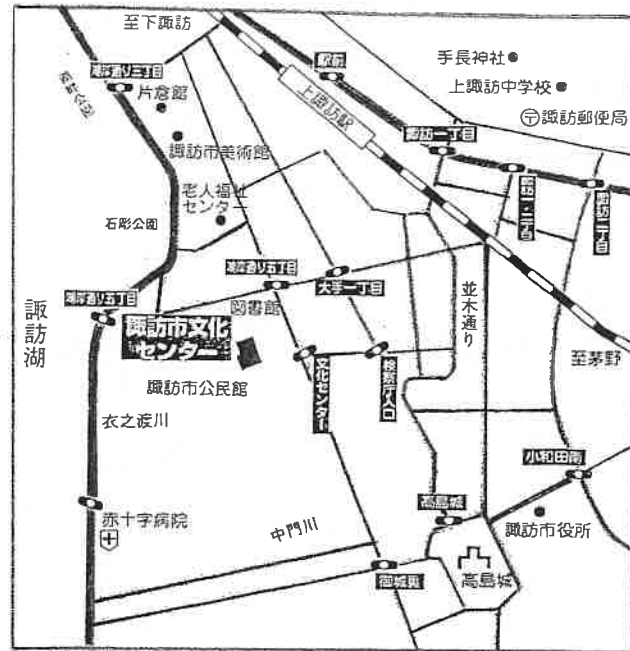 至下諏訪
湖岸通り三丁目
片倉館
諏訪市美術館
老人福祉
センター
石彫公園
駅前
上諏訪駅
手長神社
上諏訪中学校
〒諏訪郵便局
諏訪一丁目
諏訪一・二丁目
諏訪二丁目
湖岸通り五丁目
湖岸通り五丁目
図書館
大手一丁目
並木通り
諏訪湖
諏訪市文化
センター
諏訪市公民館
文化センター
検察庁入口
至茅野
衣之渡川
小和田南
赤十字病院
中門川
高島城
諏訪市役所
高島城